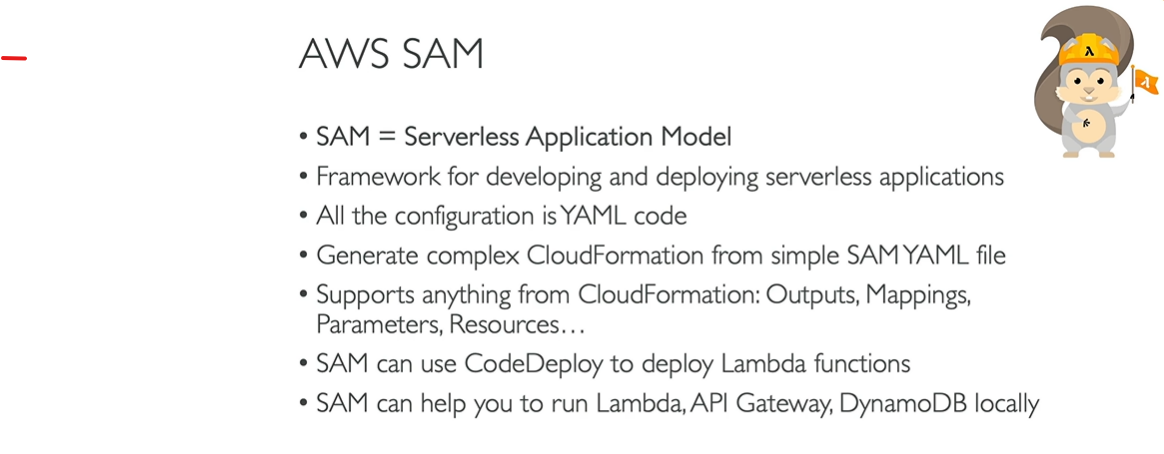 AWS SAM
• SAM = Serverless Application Model
• Framework for developing and deploying serverless applications
• All the configuration is YAML code
• Generate complex CloudFormation from simple SAM YAML file
• Supports anything from CloudFormation: Outputs, Mappings,
Parameters, Resources…
• SAM can use CodeDeploy to deploy Lambda functions
• SAM can help you to run Lambda, API Gateway, DynamoDB locally
λ
λ